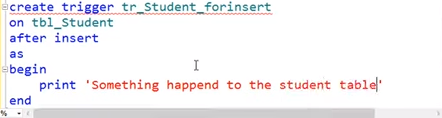 create trigger tr_Student_forinsert
on tbl_Student
after insert
as
begin
print 'Something happend to the student table'
end
%